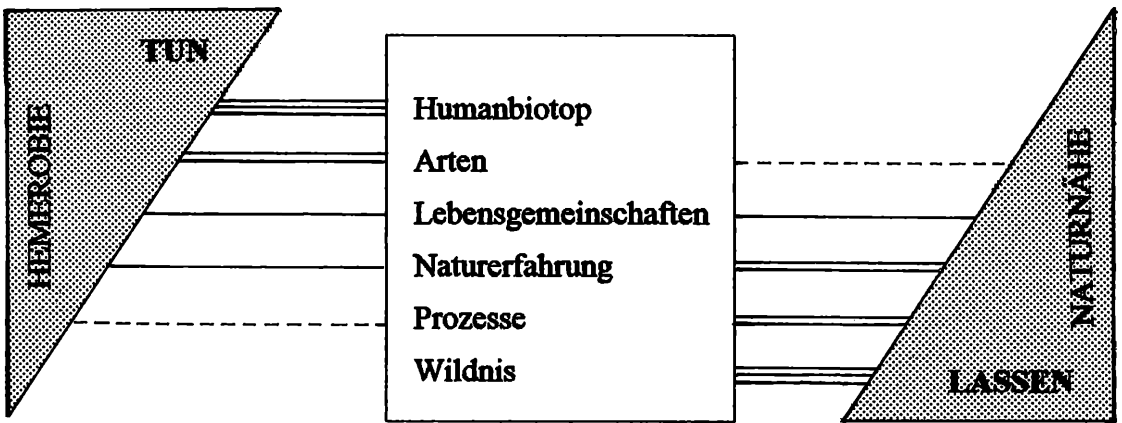 TUN
HEMEROBIE
Humanbiotop
Arten
Lebensgemeinschaften
Naturerfahrung
Prozesse
Wildnis
NATURNÄHE
LASSEN